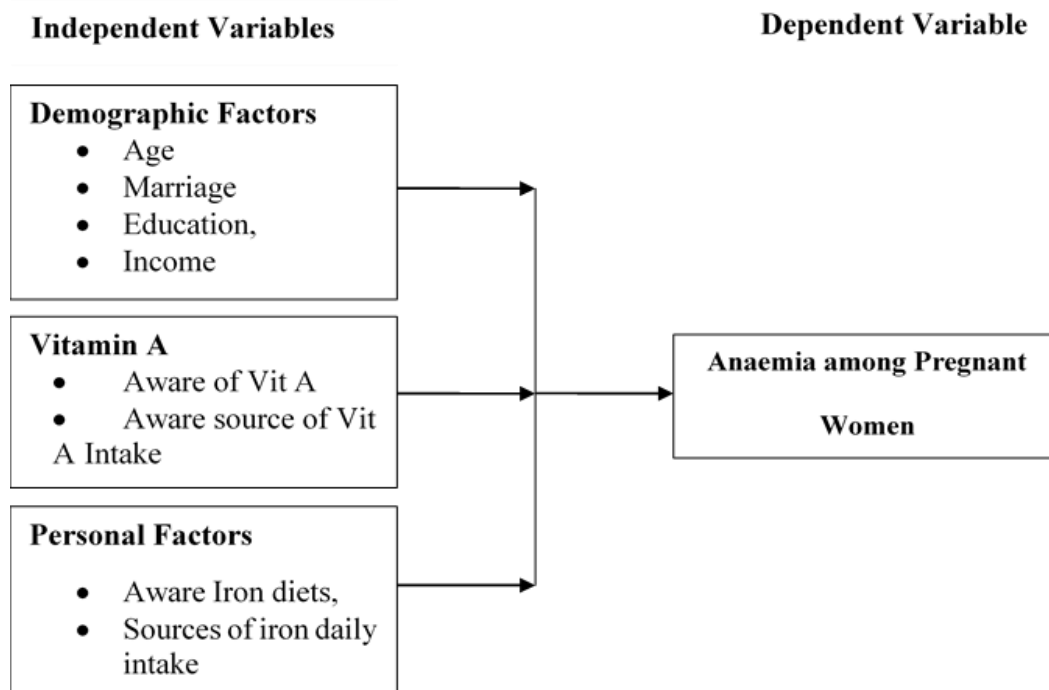 Independent Variables
Dependent Variable
Demographic Factors
• Age
• Marriage
• Education,
• Income
Vitamin A
• Aware of Vit A
• Aware source of Vit
A Intake
Personal Factors
• Aware Iron diets,
• Sources of iron daily
intake
Anaemia among Pregnant
Women